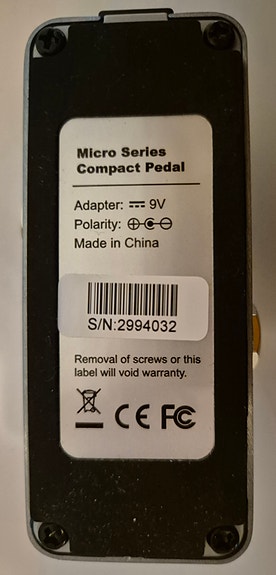 Micro Series
Compact Pedal
Adapter: ⎓ 9V
Polarity: ⊕-C-⊖
Made in China
S/N:2994032
Removal of screws or this
label will void warranty.
CE FC